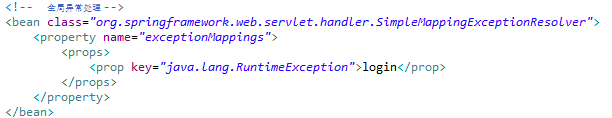 <!-- 全局异常处理 -->
<bean class="org.springframework.web.servlet.handler.SimpleMappingExceptionResolver">
<property name="exceptionMappings">
<props>
<prop key="java.lang.RuntimeException">login</prop>
</props>
</property>
</bean>